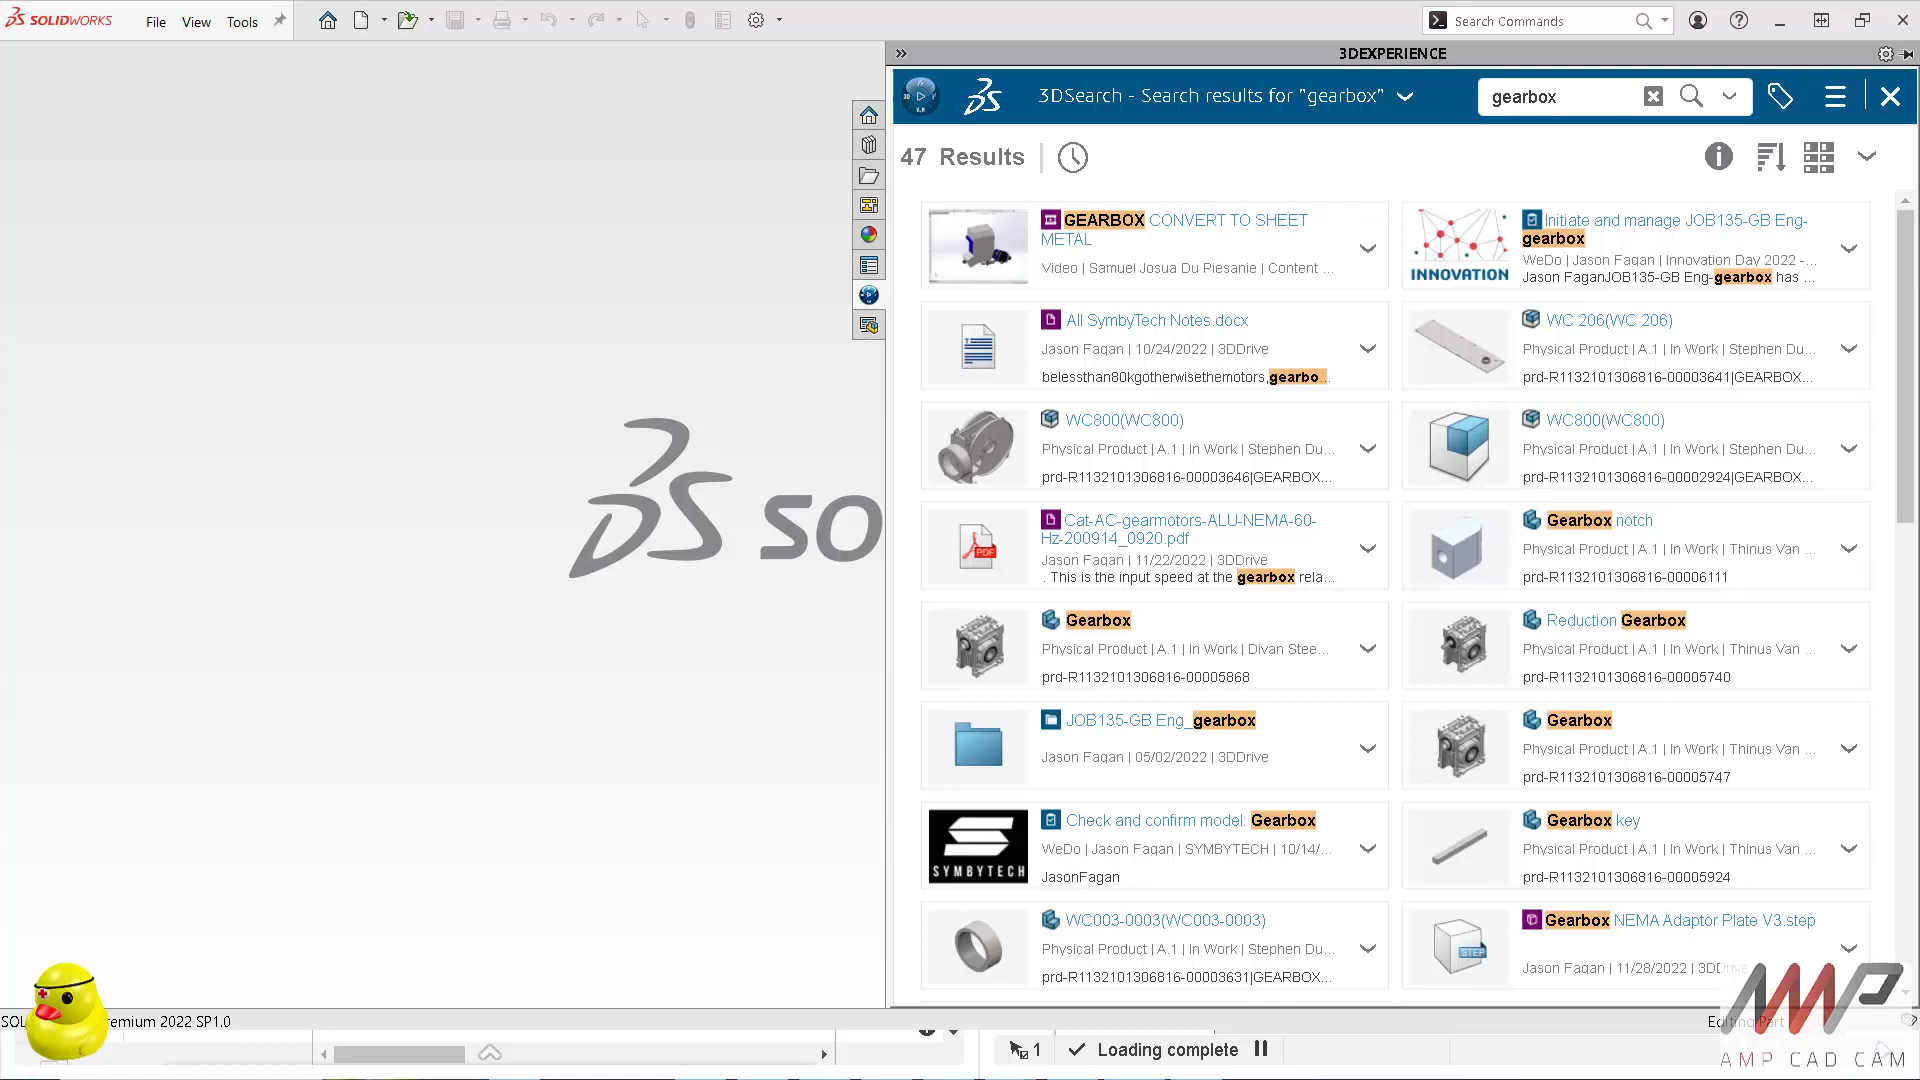 SOLIDWORKS File View Tools Search Commands
3DEXPERIENCE
3DSearch - Search results for "gearbox" gearbox
47 Results
GEARBOX CONVERT TO SHEET
METAL
Video | Samuel Josua Du Piesanie | Content ...
Initiate and manage JOB135-GB Eng-
gearbox
WeDo | Jason Fagan | Innovation Day 2022 -...
Jason FaganJOB135-GB Eng-gearbox has ...
INNOVATION
All SymbyTech Notes.docx
Jason Fagan | 10/24/2022 | 3DDrive
belessthan80kgotherwisethemotors,gearbo...
WC 206(WC 206)
Physical Product | A.1 | In Work | Stephen Du...
prd-R1132101306816-00003641|GEARBOX...
WC800(WC800)
Physical Product | A.1 | In Work | Stephen Du...
prd-R1132101306816-00003646|GEARBOX...
WC800(WC800)
Physical Product | A.1 | In Work | Stephen Du...
prd-R1132101306816-00002924|GEARBOX...
Cat-AC-gearmotors-ALU-NEMA-60-
Hz-200914_0920.pdf
Jason Fagan | 11/22/2022 | 3DDrive
. This is the input speed at the gearbox rela...
PDF
Gearbox notch
Physical Product | A.1 | In Work | Thinus Van ...
prd-R1132101306816-00006111
Gearbox
Physical Product | A.1 | In Work | Divan Stee...
prd-R1132101306816-00005868
Reduction Gearbox
Physical Product | A.1 | In Work | Thinus Van ...
prd-R1132101306816-00005740
JOB135-GB Eng_gearbox
Jason Fagan | 05/02/2022 | 3DDrive
Gearbox
Physical Product | A.1 | In Work | Thinus Van ...
prd-R1132101306816-00005747
Check and confirm model: Gearbox
WeDo | Jason Fagan | SYMBYTECH | 10/14/...
JasonFagan
SYMBYTECH
Gearbox key
Physical Product | A.1 | In Work | Thinus Van ...
prd-R1132101306816-00005924
WC003-0003(WC003-0003)
Physical Product | A.1 | In Work | Stephen Du...
prd-R1132101306816-00003631|GEARBOX...
Gearbox NEMA Adaptor Plate V3.step
Jason Fagan | 11/28/2022 | 3DDrive
STEP
SO
SOL remium 2022 SP1.0
Editing Part
1 Loading complete
AMP
AMP CAD CAM